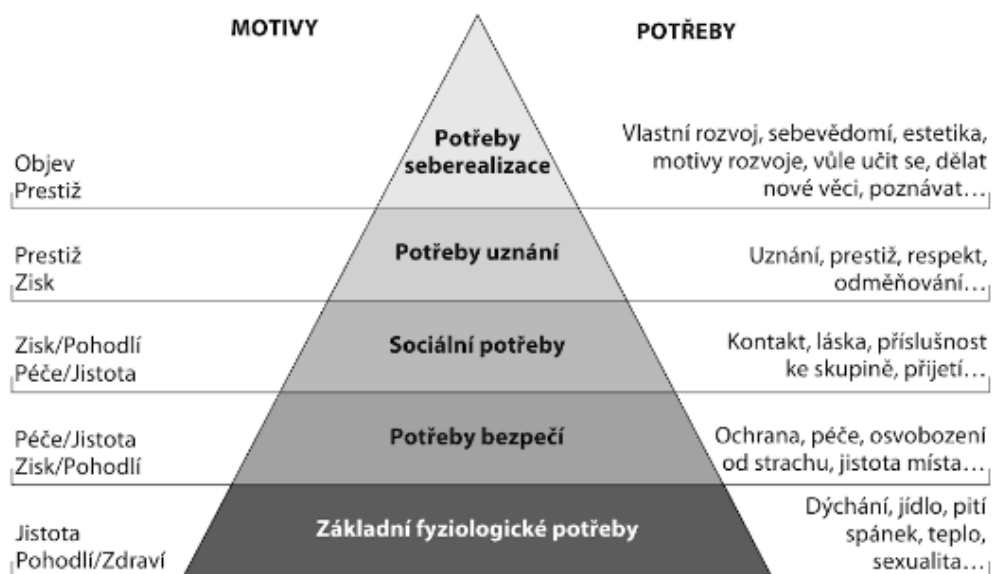 MOTIVY
POTŘEBY
Objev
Prestiž
Potřeby
seberealizace
Vlastní rozvoj, sebevědomí, estetika,
motivy rozvoje, vůle učit se, dělat
nové věci, poznávat...
Prestiž
Zisk
Potřeby uznání
Uznání, prestiž, respekt,
odměňování...
Zisk/Pohodlí
Péče/Jistota
Sociální potřeby
Kontakt, láska, příslušnost
ke skupině, přijetí...
Péče/Jistota
Zisk/Pohodlí
Potřeby bezpečí
Ochrana, péče, osvobození
od strachu, jistota místa...
Jistota
Pohodlí/Zdraví
Základní fyziologické potřeby
Dýchání, jídlo, pití
spánek, teplo,
sexualita...